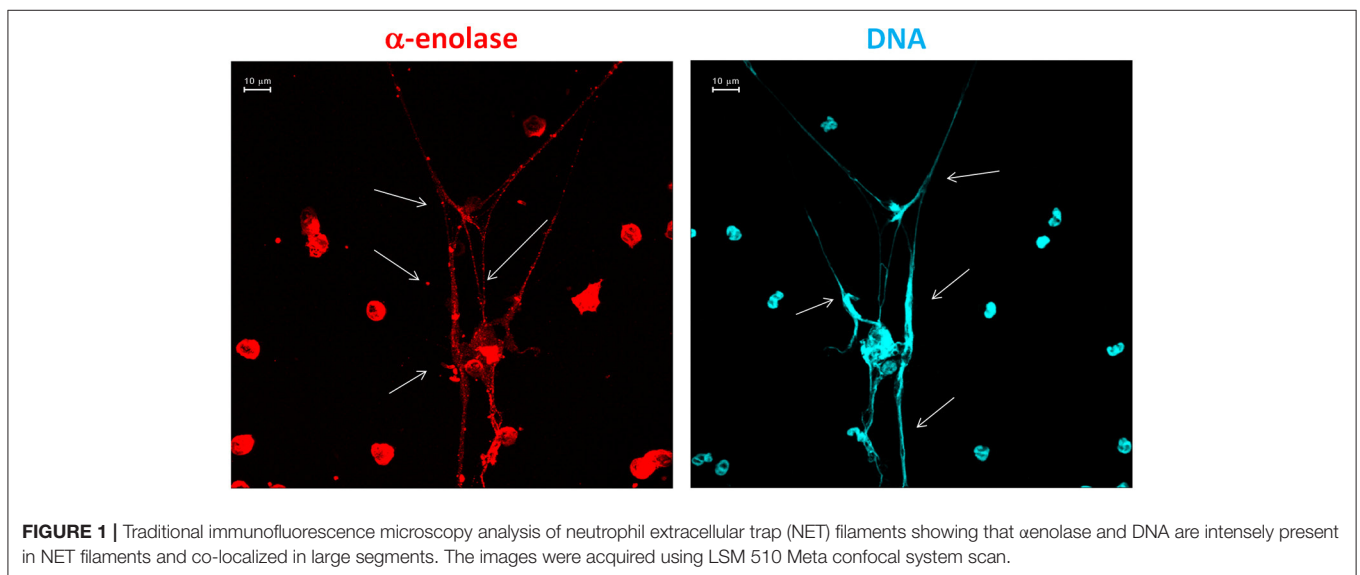 α-enolase
DNA
10 μm
10 μm
FIGURE 1 | Traditional immunofluorescence microscopy analysis of neutrophil extracellular trap (NET) filaments showing that αenolase and DNA are intensely present
in NET filaments and co-localized in large segments. The images were acquired using LSM 510 Meta confocal system scan.